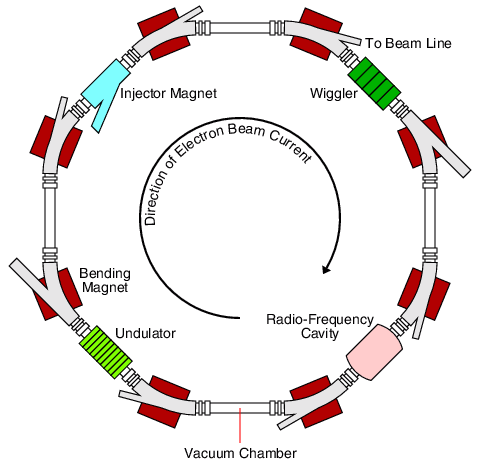 To Beam Line
Injector Magnet
Wiggler
Direction of Electron Beam Current
Bending
Magnet
Undulator
Radio-Frequency
Cavity
Vacuum Chamber